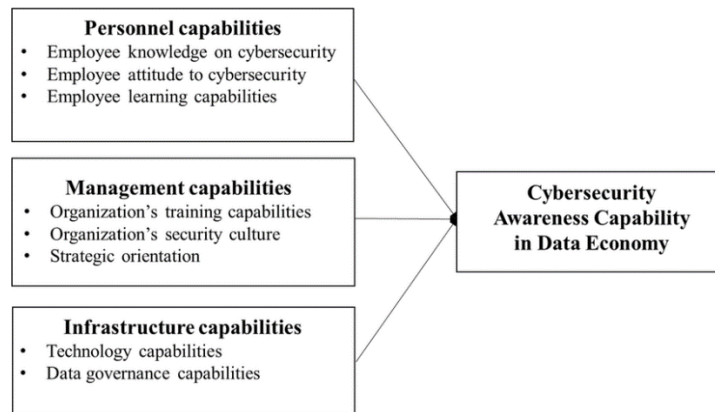 Personnel capabilities
• Employee knowledge on cybersecurity
• Employee attitude to cybersecurity
• Employee learning capabilities
Management capabilities
• Organization's training capabilities
• Organization's security culture
• Strategic orientation
Infrastructure capabilities
• Technology capabilities
• Data governance capabilities
Cybersecurity
Awareness Capability
in Data Economy